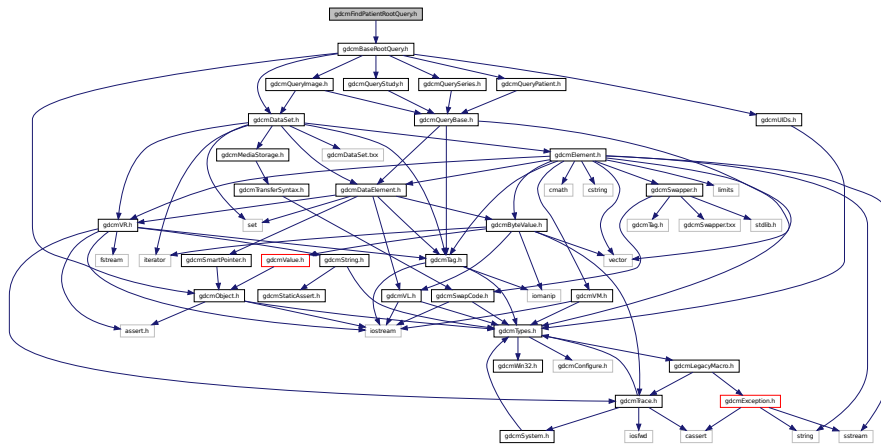 gdcmFindPatientRootQuery.h
gdcmBaseRootQuery.h
gdcmQueryImage.h
gdcmQueryStudy.h
gdcmQuerySeries.h
gdcmQueryPatient.h
gdcmDataSet.h
gdcmQueryBase.h
gdcmUIDs.h
gdcmMediaStorage.h
gdcmDataSet.txx
gdcmElement.h
gdcmTransferSyntax.h
gdcmDataElement.h
cmath
cstring
gdcmSwapper.h
limits
gdcmVR.h
set
gdcmByteValue.h
gdcmTag.h
gdcmSwapper.txx
stdlib.h
fstream
iterator
gdcmSmartPointer.h
gdcmValue.h
gdcmString.h
gdcmTag.h
vector
gdcmObject.h
gdcmStaticAssert.h
gdcmVL.h
gdcmSwapCode.h
iomanip
gdcmVM.h
assert.h
iostream
gdcmTypes.h
gdcmWin32.h
gdcmConfigure.h
gdcmLegacyMacro.h
gdcmTrace.h
gdcmException.h
gdcmSystem.h
iosfwd
cassert
string
sstream